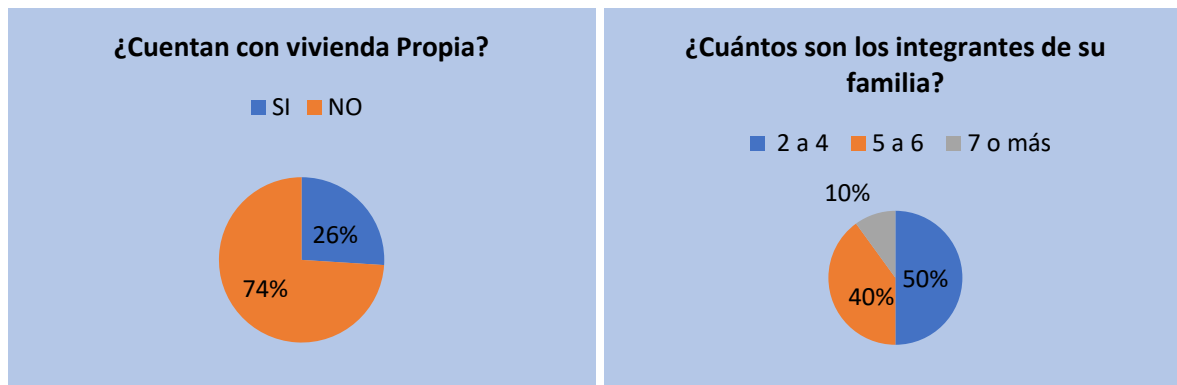 ¿Cuentan con vivienda Propia?
SI NO
26%
74%
¿Cuántos son los integrantes de su
familia?
2 a 4 5 a 6 7 o más
10%
50%
40%